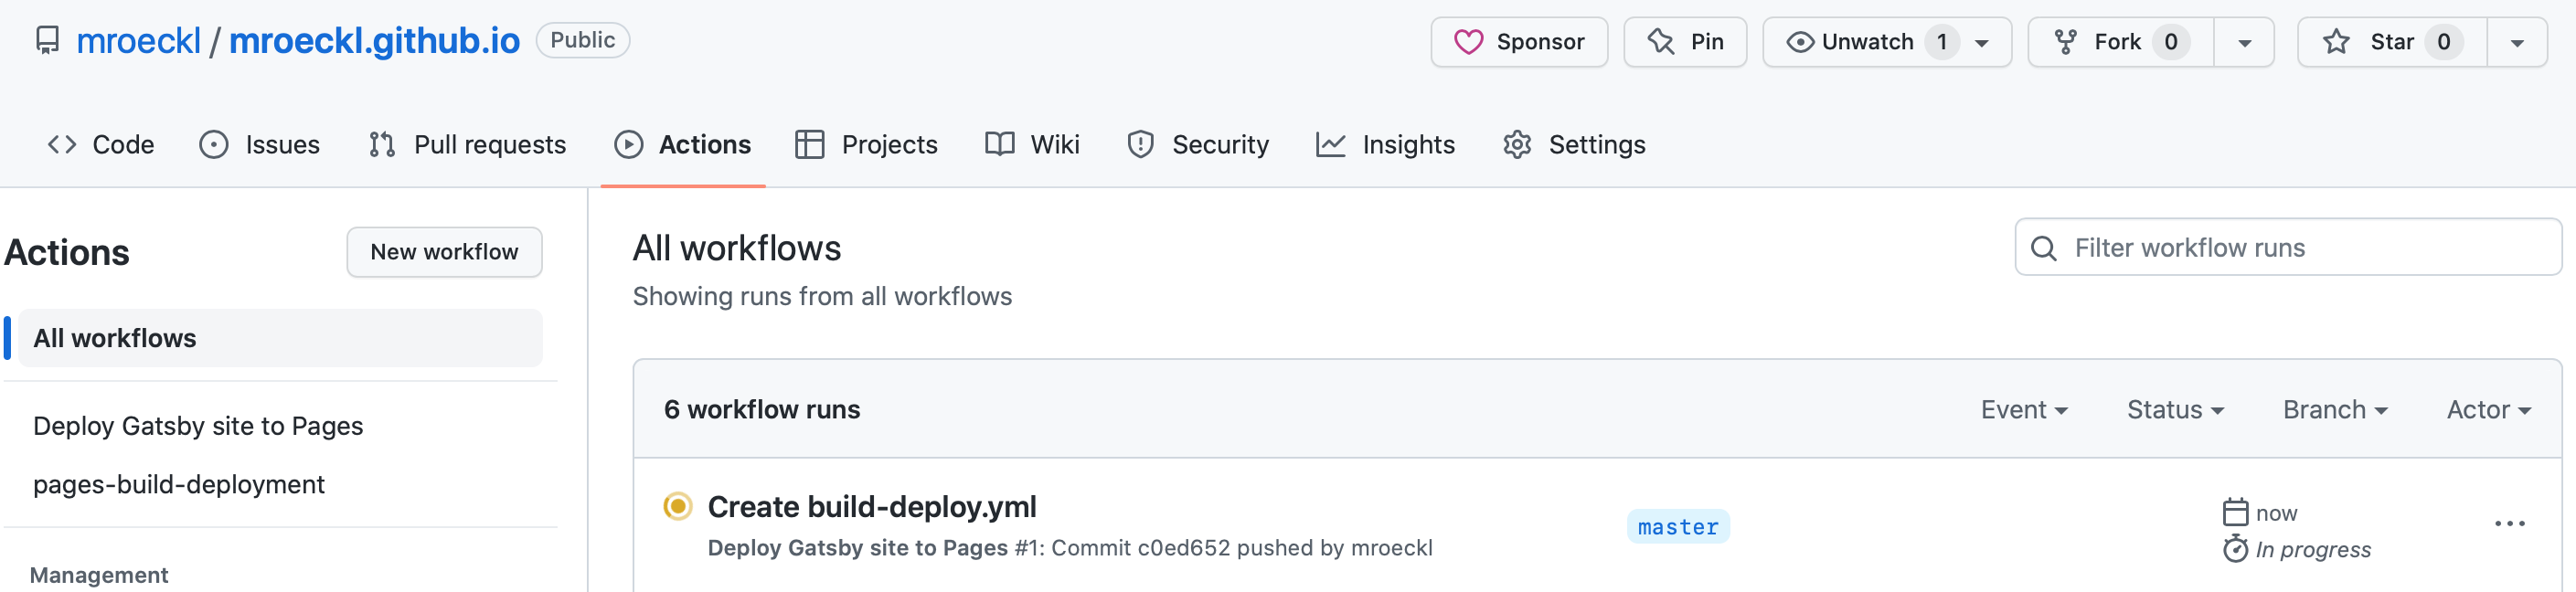 mroeckl / mroeckl.github.io Public Sponsor Pin Unwatch 1 Fork 0 Star 0
Code Issues Pull requests Actions Projects Wiki Security Insights Settings
Actions New workflow
All workflows
Deploy Gatsby site to Pages
pages-build-deployment
Management
All workflows
Showing runs from all workflows
Filter workflow runs
6 workflow runs Event Status Branch Actor
Create build-deploy.yml
Deploy Gatsby site to Pages #1: Commit c0ed652 pushed by mroeckl
master
now
In progress